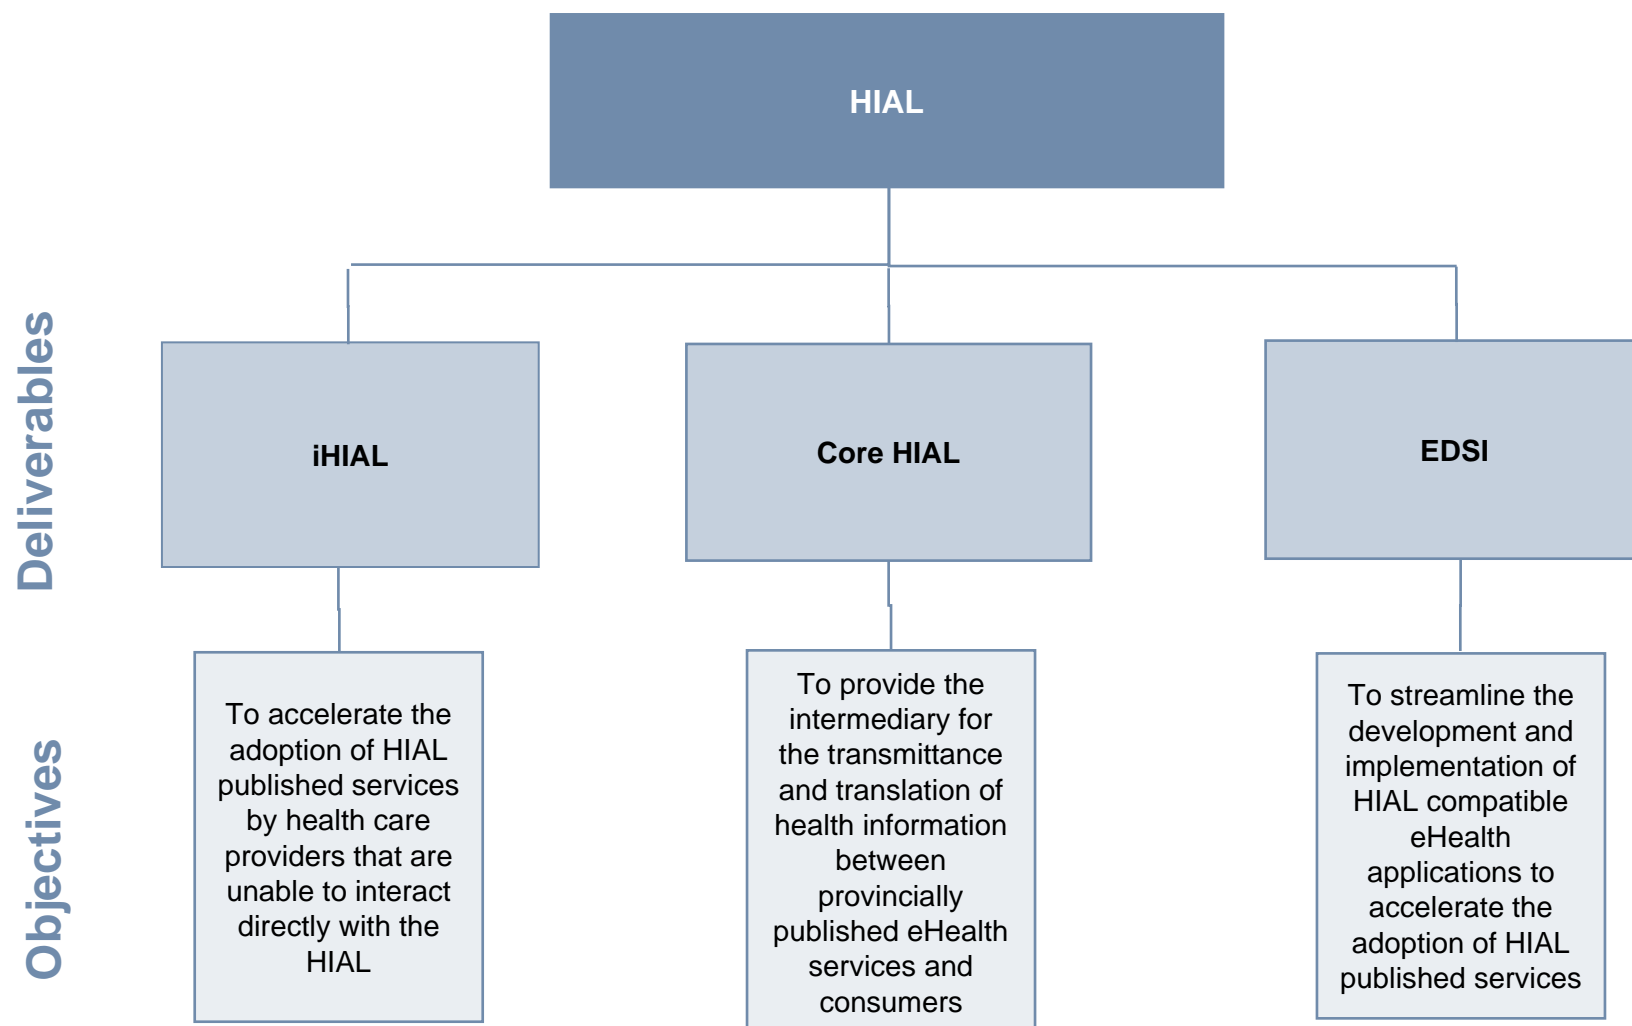 HIAL
Deliverables
iHIAL
Core HIAL
EDSI
Objectives
To accelerate the
adoption of HIAL
published services
by health care
providers that are
unable to interact
directly with the
HIAL
To provide the
intermediary for
the transmittance
and translation of
health information
between
provincially
published eHealth
services and
consumers
To streamline the
development and
implementation of
HIAL compatible
eHealth
applications to
accelerate the
adoption of HIAL
published services